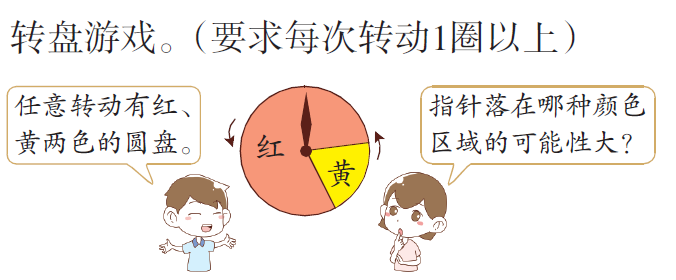 转盘游戏。（要求每次转动1圈以上）
任意转动有红、
黄两色的圆盘。
红
黄
指针落在哪种颜色
区域的可能性大？